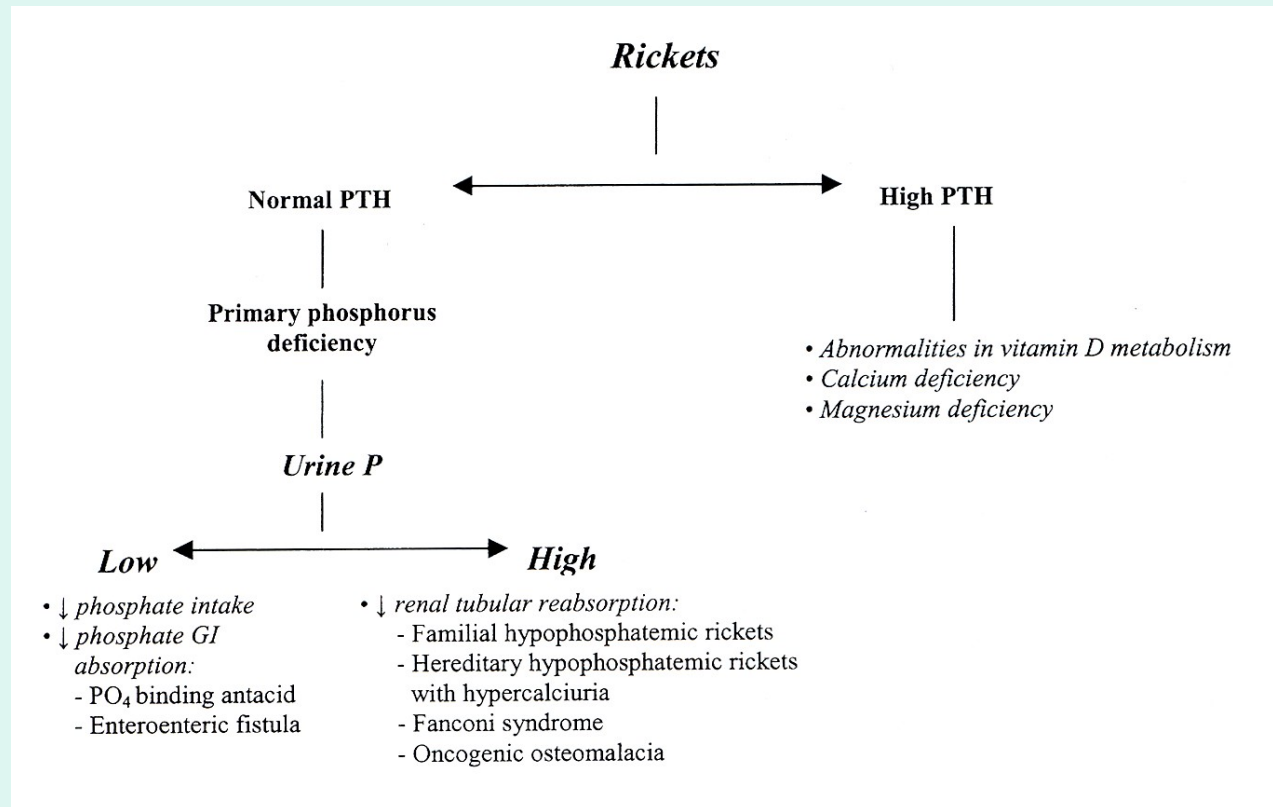 Rickets
Normal PTH
High PTH
Primary phosphorus
deficiency
• Abnormalities in vitamin D metabolism
• Calcium deficiency
• Magnesium deficiency
Urine P
Low
High
• ↓ phosphate intake
• ↓ phosphate GI
absorption:
- PO₄ binding antacid
- Enteroenteric fistula
• ↓ renal tubular reabsorption:
- Familial hypophosphatemic rickets
- Hereditary hypophosphatemic rickets
with hypercalciuria
- Fanconi syndrome
- Oncogenic osteomalacia